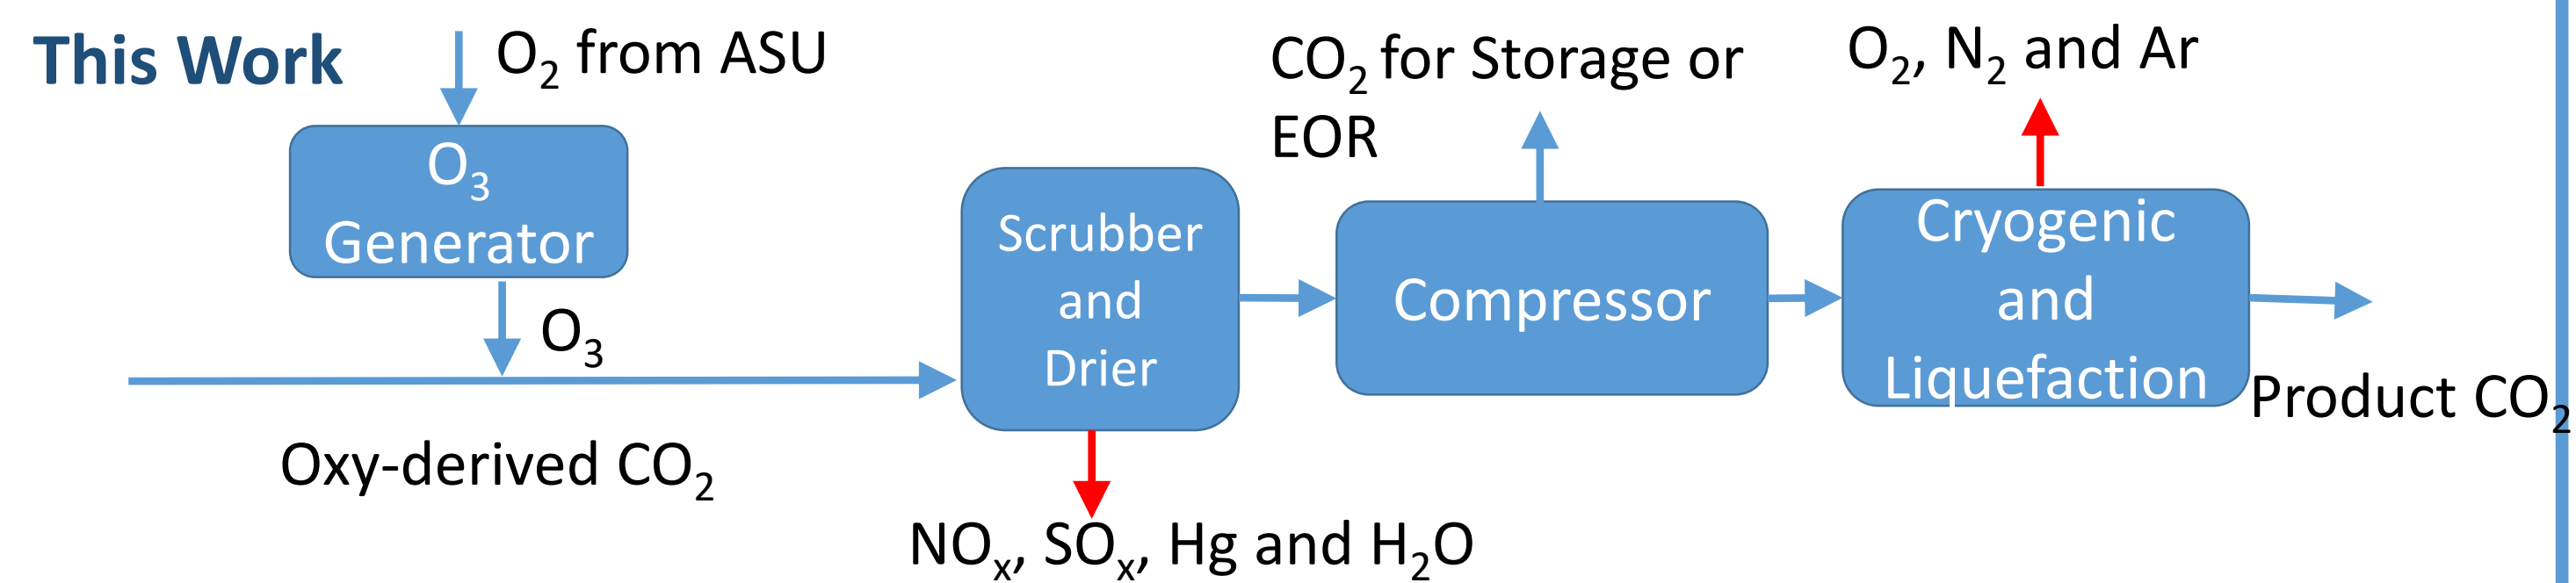 This Work
O₂ from ASU
CO₂ for Storage or
EOR
O₂, N₂ and Ar
O₃
Generator
O₃
Oxy-derived CO₂
Scrubber
and
Drier
NOₓ, SOₓ, Hg and H₂O
Compressor
Cryogenic
and
Liquefaction
Product CO₂